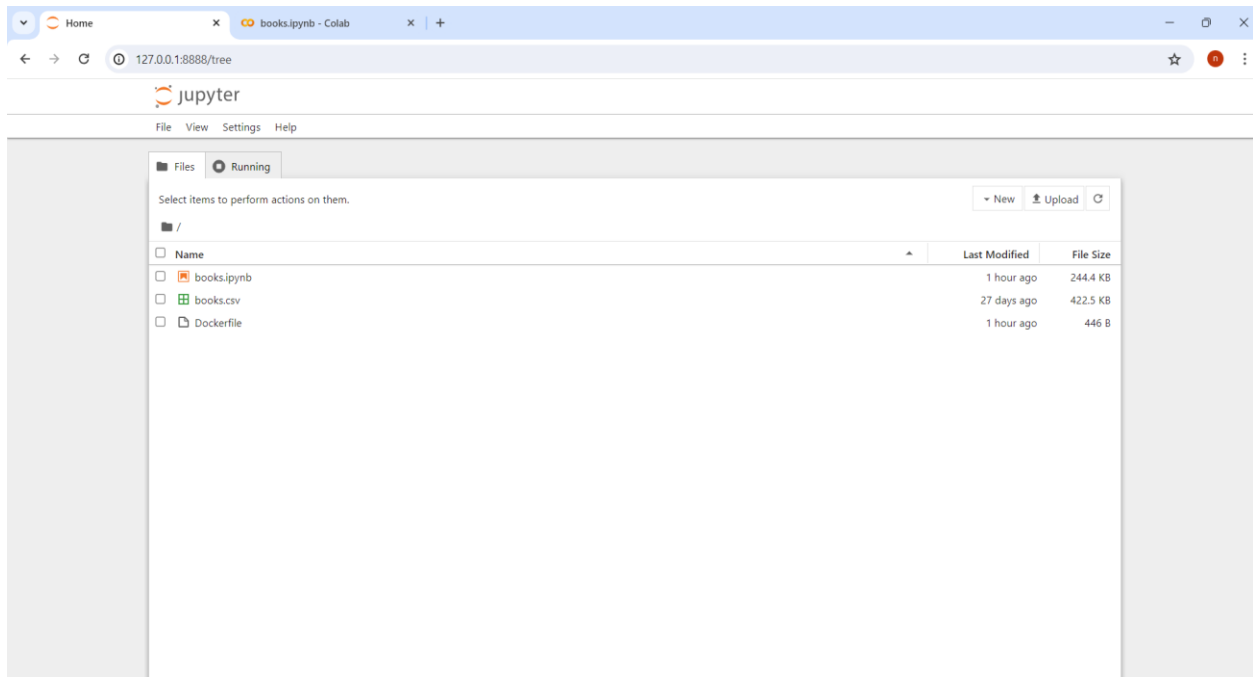 Home books.ipynb - Colab
127.0.0.1:8888/tree n
jupyter
File View Settings Help
Files Running
Select items to perform actions on them. New Upload
/
Name Last Modified File Size
books.ipynb 1 hour ago 244.4 KB
books.csv 27 days ago 422.5 KB
Dockerfile 1 hour ago 446 B